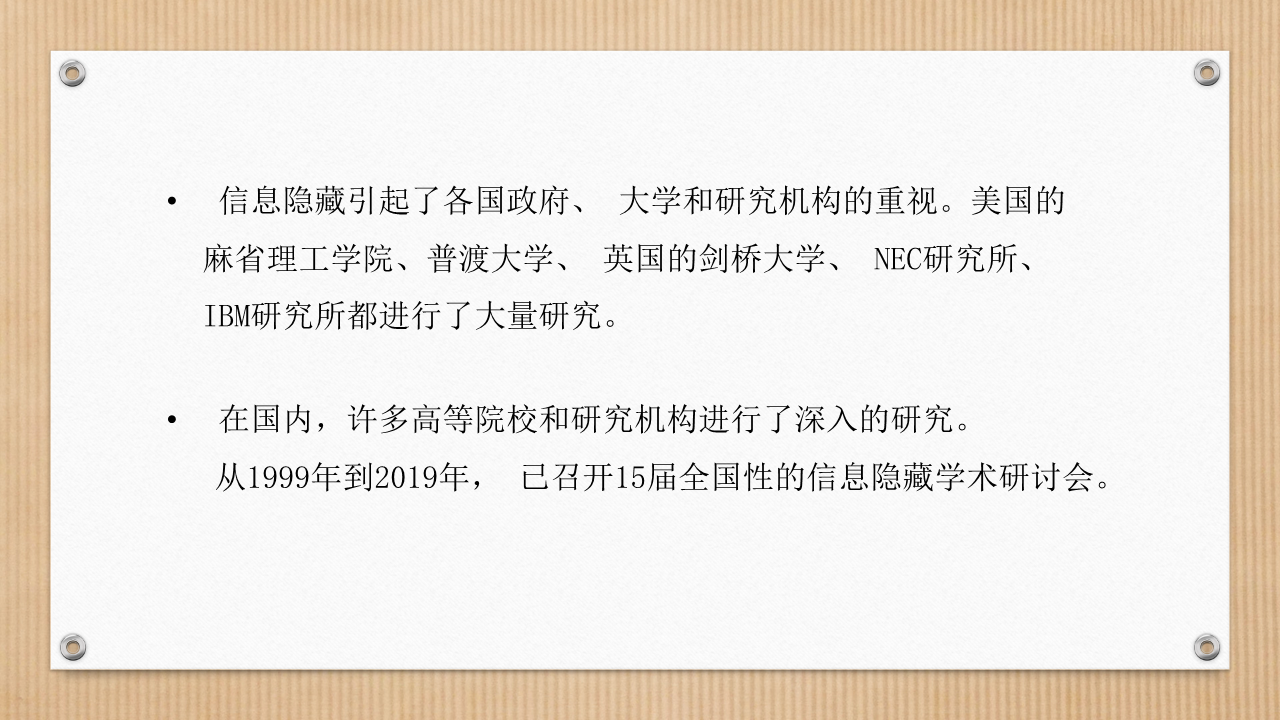 • 信息隐藏引起了各国政府、 大学和研究机构的重视。美国的
麻省理工学院、普渡大学、 英国的剑桥大学、 NEC研究所、
IBM研究所都进行了大量研究。
• 在国内，许多高等院校和研究机构进行了深入的研究。
从1999年到2019年， 已召开15届全国性的信息隐藏学术研讨会。